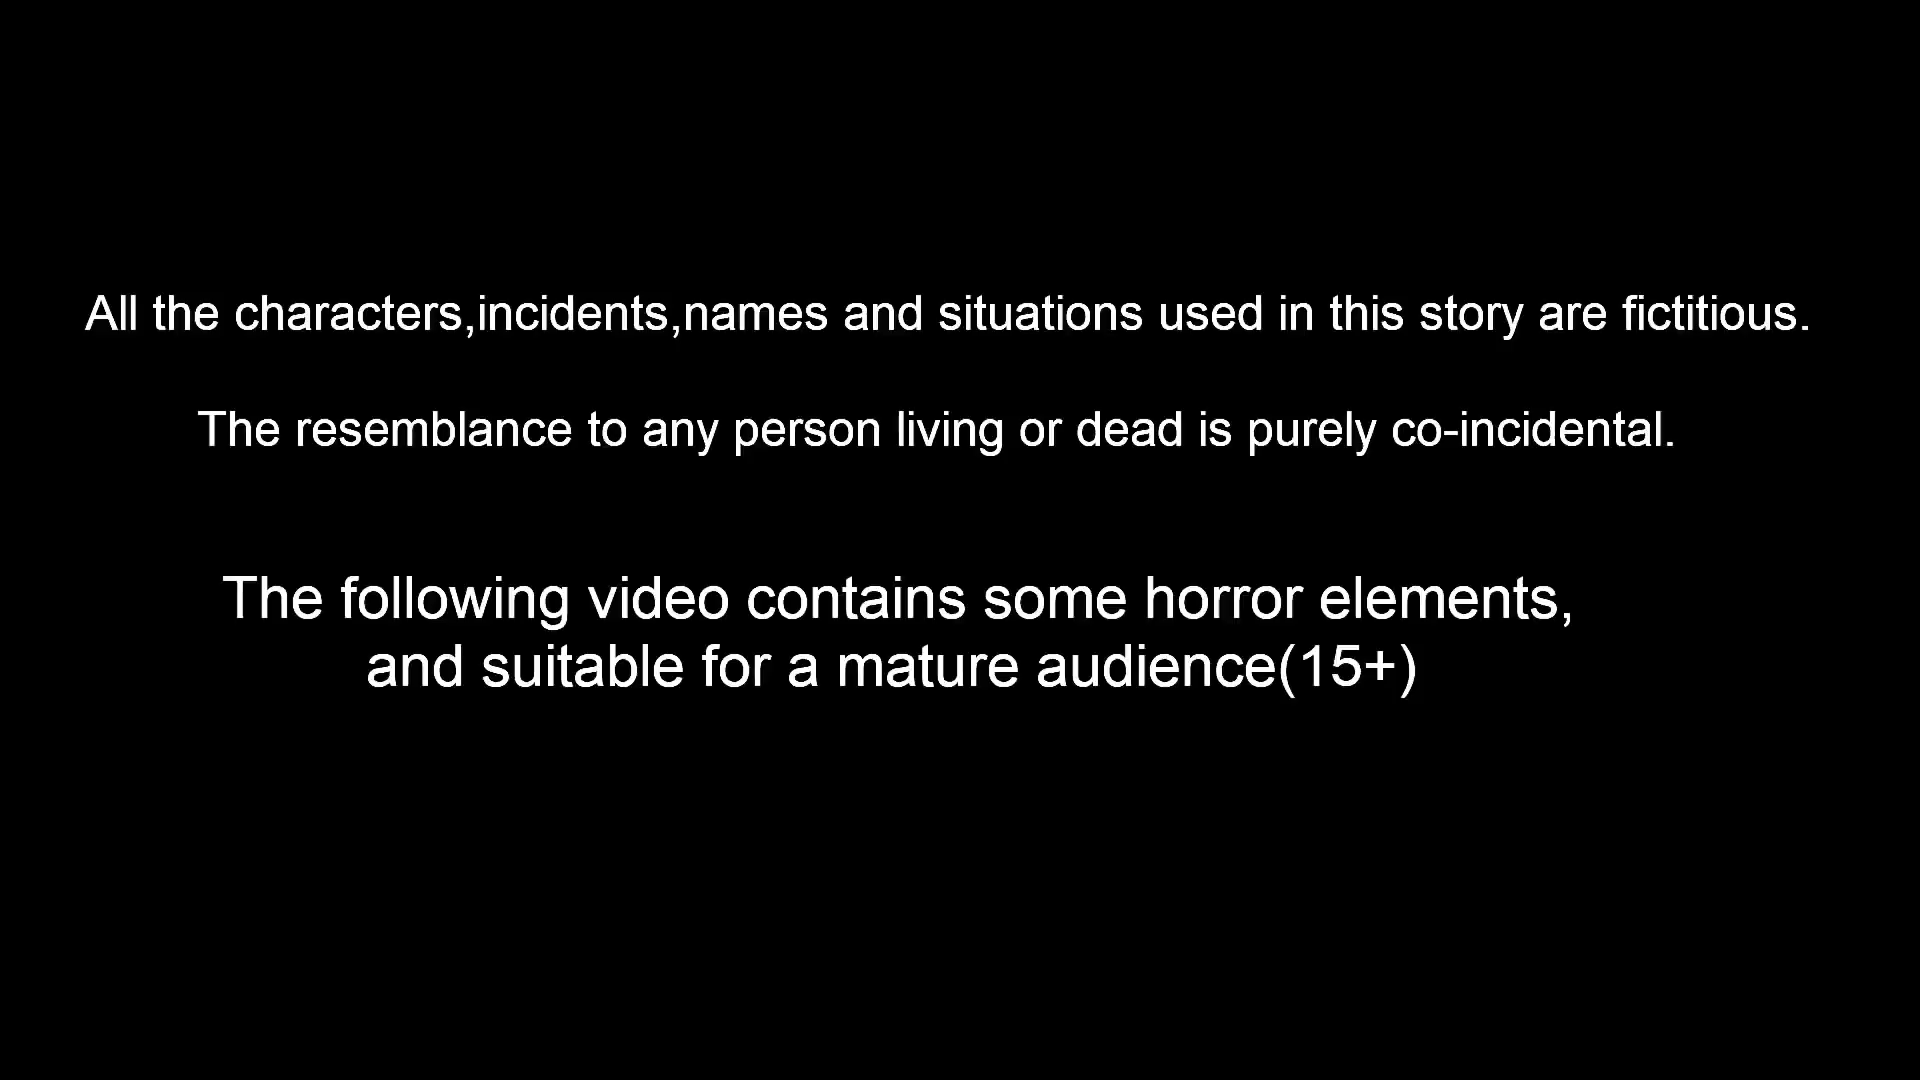 All the characters,incidents,names and situations used in this story are fictitious.
The resemblance to any person living or dead is purely co-incidental.
The following video contains some horror elements,
and suitable for a mature audience(15+)